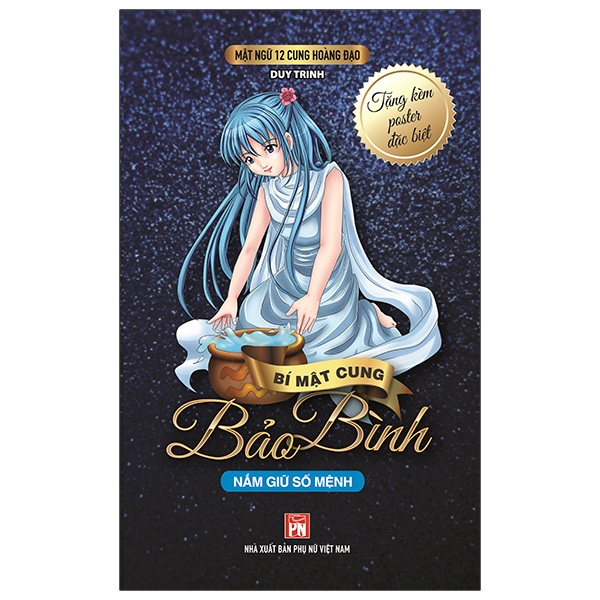 MẬT NGỮ 12 CUNG HOÀNG ĐẠO
DUY TRINH
Tặng kèm
poster
đặc biệt
BÍ MẬT CUNG
Bảo Bình
NẮM GIỮ SỐ MỆNH
PN
NHÀ XUẤT BẢN PHỤ NỮ VIỆT NAM